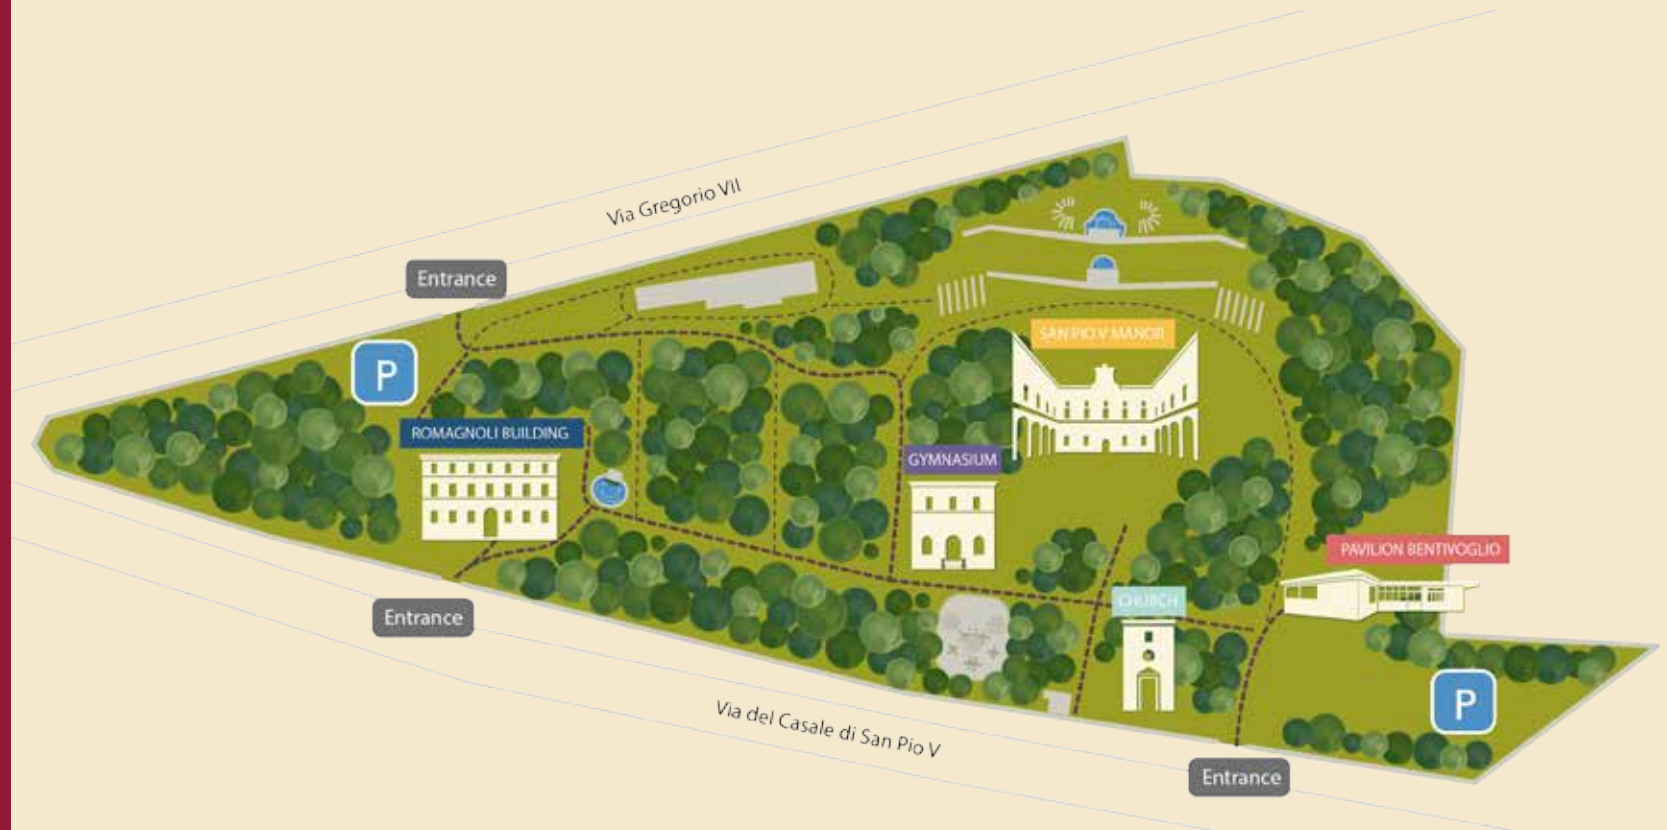 Via Gregorio VII
Entrance
SAN PIO V MANOR
P
ROMAGNOLI BUILDING
GYMNASIUM
PAVILION BENTIVOGLIO
CHURCH
Entrance
P
Via del Casale di San Pio V
Entrance